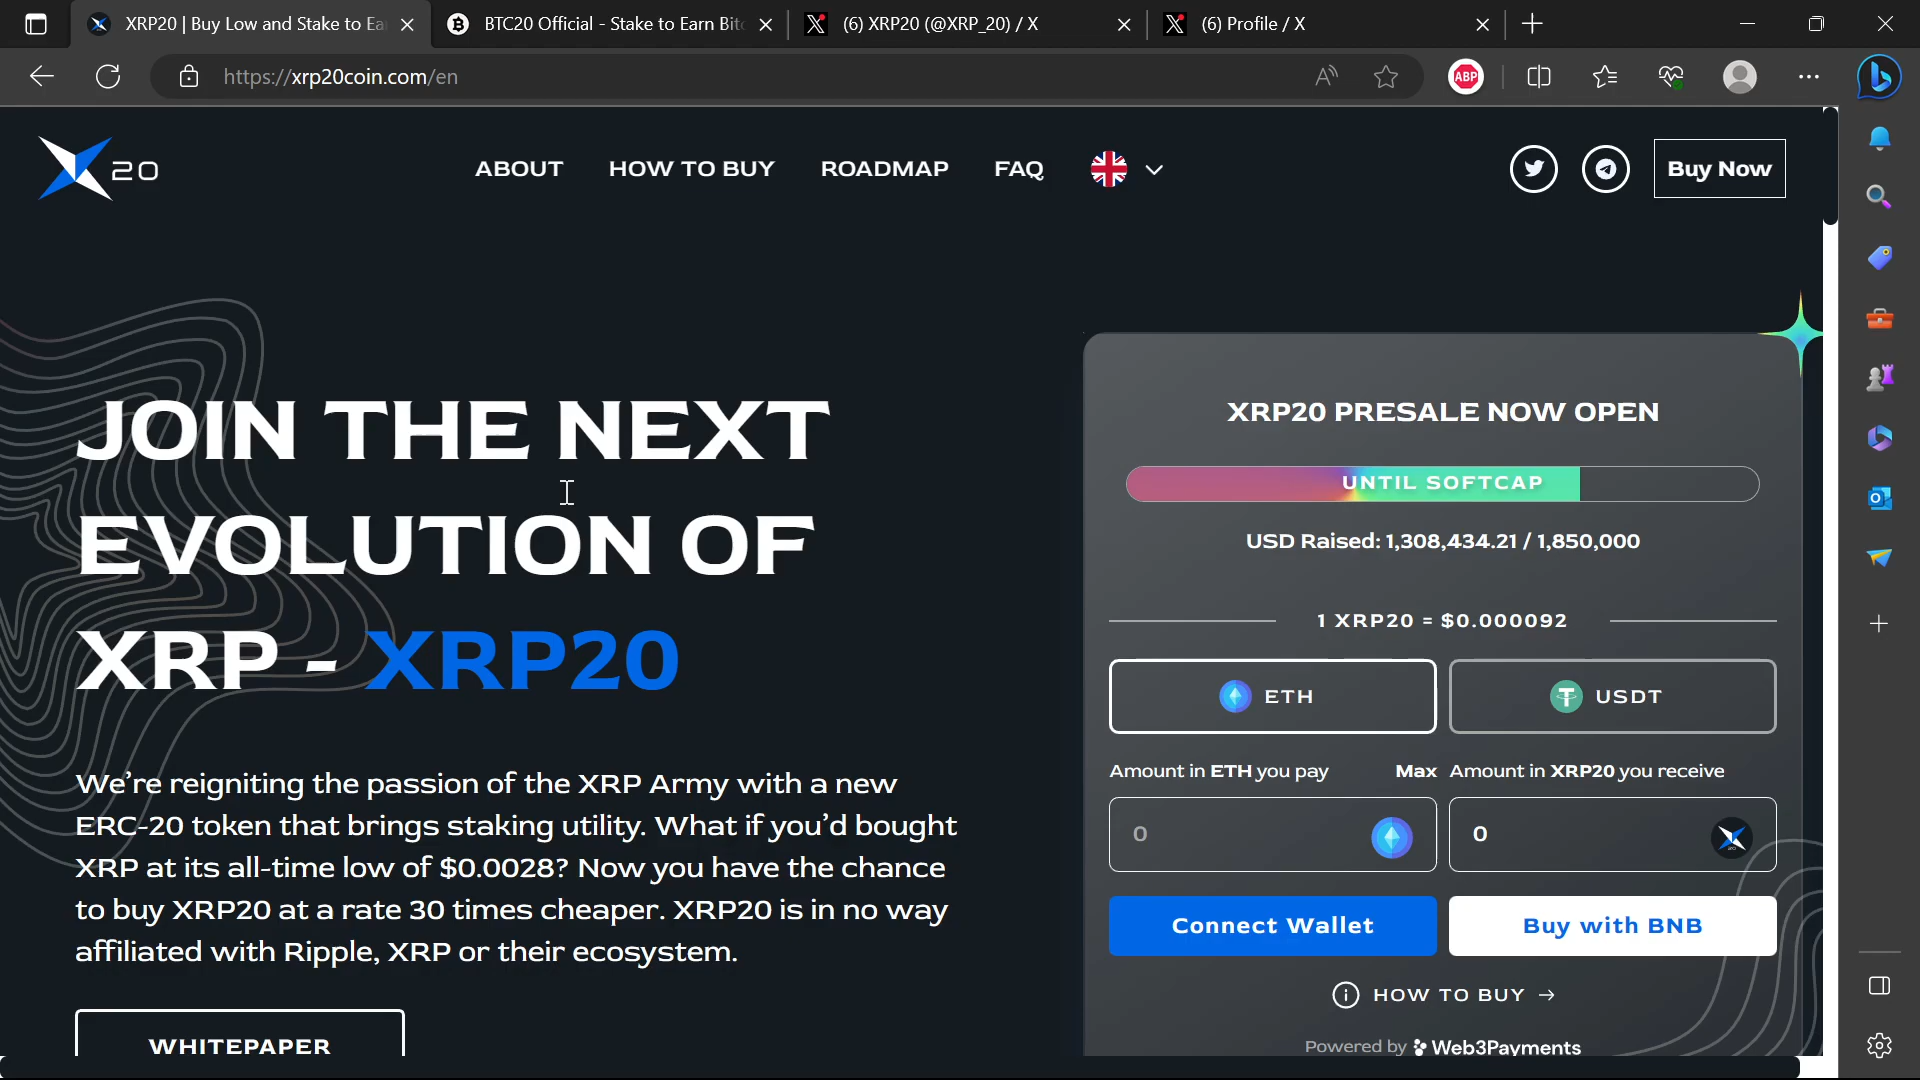 XRP20 | Buy Low and Stake to Ea
BTC20 Official - Stake to Earn Bitc
(6) XRP20 (@XRP_20) / X
(6) Profile / X
https://xrp20coin.com/en
ABP
20
ABOUT
HOW TO BUY
ROADMAP
FAQ
Buy Now
JOIN THE NEXT
EVOLUTION OF
XRP - XRP20
We're reigniting the passion of the XRP Army with a new
ERC-20 token that brings staking utility. What if you'd bought
XRP at its all-time low of $0.0028? Now you have the chance
to buy XRP20 at a rate 30 times cheaper. XRP20 is in no way
affiliated with Ripple, XRP or their ecosystem.
WHITEPAPER
XRP20 PRESALE NOW OPEN
UNTIL SOFTCAP
USD Raised: 1,308,434.21 / 1,850,000
1 XRP20 = $0.000092
ETH
USDT
Amount in ETH you pay
Max
Amount in XRP20 you receive
0
0
Connect Wallet
Buy with BNB
HOW TO BUY →
Powered by Web3Payments